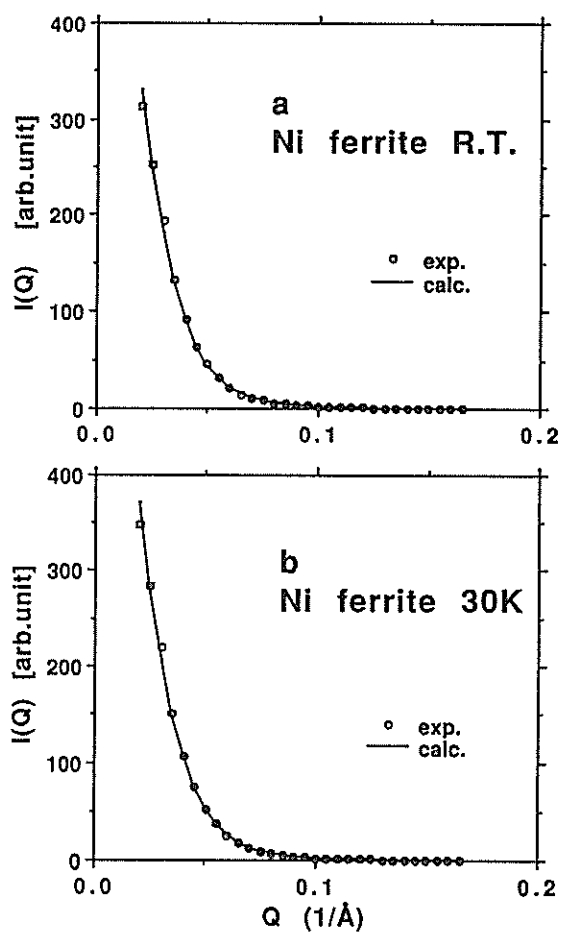 400
300
200
100
0
I(Q) [arb.unit]
a
Ni ferrite R.T.
exp.
calc.
0.0
0.1
0.2
400
300
200
100
0
I(Q) [arb.unit]
b
Ni ferrite 30K
exp.
calc.
0.0
0.1
0.2
Q (1/Å)